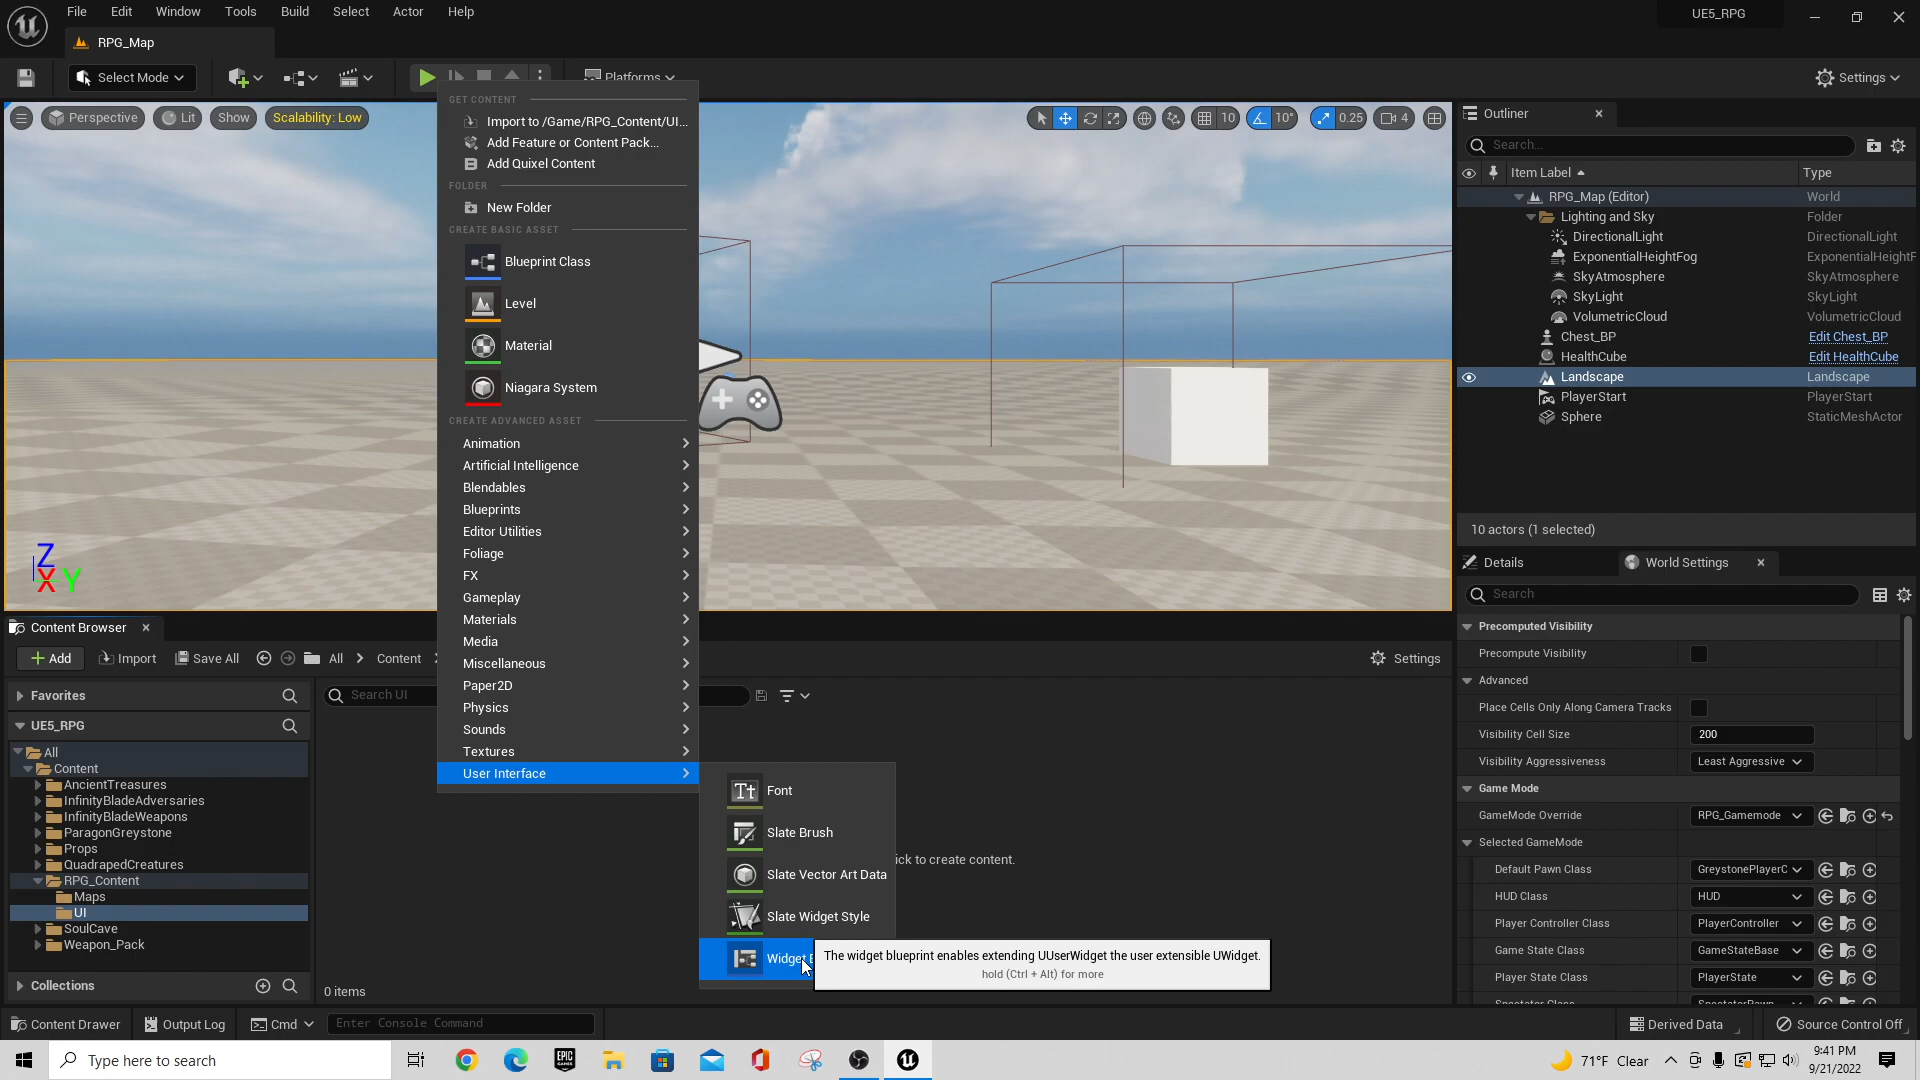 File Edit Window Tools Build Select Actor Help
UE5_RPG
RPG_Map
Select Mode
Platforms
Settings
Perspective Lit Show Scalability: Low
10 10° 0.25 4
GET CONTENT
Import to /Game/RPG_Content/UI...
Add Feature or Content Pack...
Add Quixel Content
FOLDER
New Folder
CREATE BASIC ASSET
Blueprint Class
Level
Material
Niagara System
CREATE ADVANCED ASSET
Animation
Artificial Intelligence
Blendables
Blueprints
Editor Utilities
Foliage
FX
Gameplay
Materials
Media
Miscellaneous
Paper2D
Physics
Sounds
Textures
User Interface
Font
Slate Brush
Slate Vector Art Data
Slate Widget Style
Widget
The widget blueprint enables extending UUserWidget the user extensible UWidget.
hold (Ctrl + Alt) for more
Z
X Y
Outliner
Search...
Item Label Type
RPG_Map (Editor) World
Lighting and Sky Folder
DirectionalLight DirectionalLight
ExponentialHeightFog ExponentialHeightF
SkyAtmosphere SkyAtmosphere
SkyLight SkyLight
VolumetricCloud VolumetricCloud
Chest_BP Edit Chest_BP
HealthCube Edit HealthCube
Landscape Landscape
PlayerStart PlayerStart
Sphere StaticMeshActor
10 actors (1 selected)
Details World Settings
Search
Precomputed Visibility
Precompute Visibility
Advanced
Place Cells Only Along Camera Tracks
Visibility Cell Size 200
Visibility Aggressiveness Least Aggressive
Game Mode
GameMode Override RPG_Gamemode
Selected GameMode
Default Pawn Class GreystonePlayerC
HUD Class HUD
Player Controller Class PlayerController
Game State Class GameStateBase
Player State Class PlayerState
Content Browser
Add Import Save All All Content
Settings
Favorites
Search UI
UE5_RPG
All
Content
AncientTreasures
InfinityBladeAdversaries
InfinityBladeWeapons
ParagonGreystone
Props
QuadrapedCreatures
RPG_Content
Maps
UI
SoulCave
Weapon_Pack
Collections
ick to create content.
0 items
Content Drawer Output Log Cmd Enter Console Command
Derived Data Source Control Off
Type here to search
EPIC GAMES
71°F Clear
9:41 PM
9/21/2022